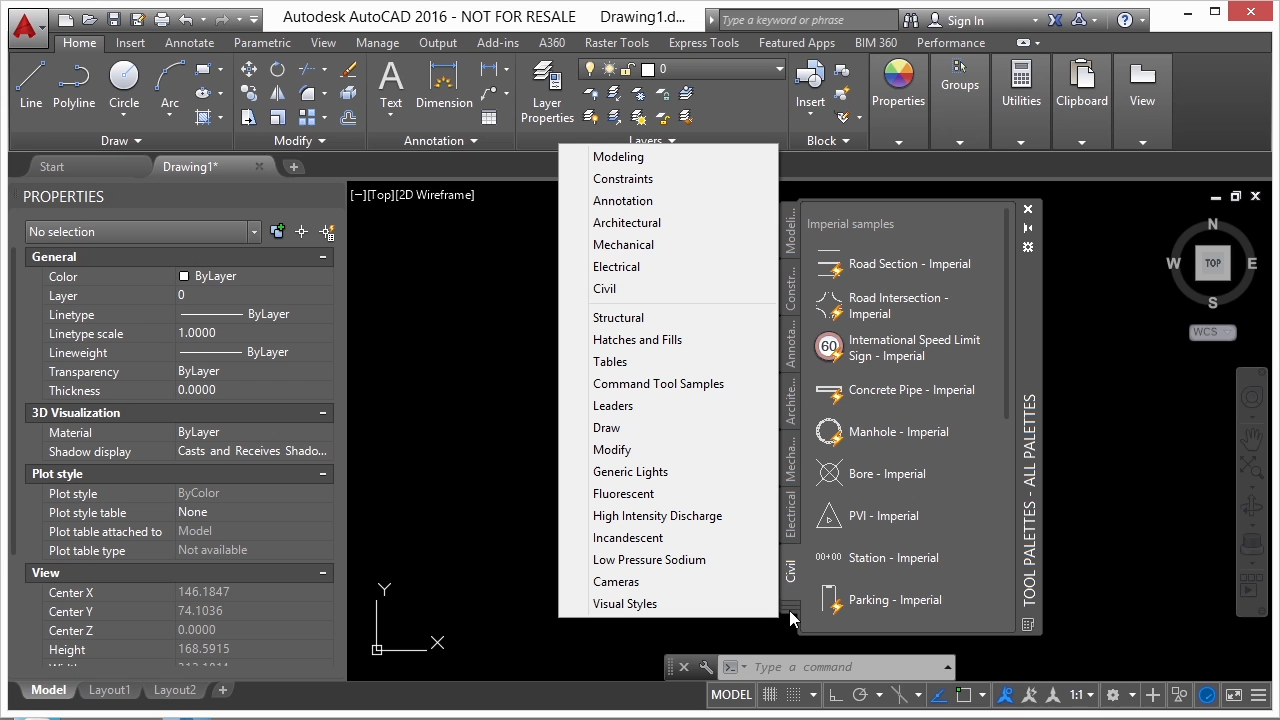 Autodesk AutoCAD 2016 - NOT FOR RESALE Drawing1.d...
Type a keyword or phrase
Sign In
Home Insert Annotate Parametric View Manage Output Add-ins A360 Raster Tools Express Tools Featured Apps BIM 360 Performance
Line Polyline Circle Arc
Text Dimension
Layer
Properties
0
Insert
Properties
Groups
Utilities
Clipboard
View
Draw Modify Annotation Layers Block
Start Drawing1*
PROPERTIES
No selection
General
Color ByLayer
Layer 0
Linetype ByLayer
Linetype scale 1.0000
Lineweight ByLayer
Transparency ByLayer
Thickness 0.0000
3D Visualization
Material ByLayer
Shadow display Casts and Receives Shado...
Plot style
Plot style ByColor
Plot style table None
Plot table attached to Model
Plot table type Not available
View
Center X 146.1847
Center Y 74.1036
Center Z 0.0000
Height 168.5915
[−][Top][2D Wireframe]
Modeling
Constraints
Annotation
Architectural
Mechanical
Electrical
Civil
Structural
Hatches and Fills
Tables
Command Tool Samples
Leaders
Draw
Modify
Generic Lights
Fluorescent
High Intensity Discharge
Incandescent
Low Pressure Sodium
Cameras
Visual Styles
Modeli...
Constr...
Annota...
Archite...
Mecha...
Electrical
Civil
Imperial samples
Road Section - Imperial
Road Intersection -
Imperial
60
International Speed Limit
Sign - Imperial
Concrete Pipe - Imperial
Manhole - Imperial
Bore - Imperial
PVI - Imperial
00+00
Station - Imperial
Parking - Imperial
TOOL PALETTES - ALL PALETTES
N
W TOP E
S
WCS
Y
X
Type a command
Model Layout1 Layout2
MODEL
1:1